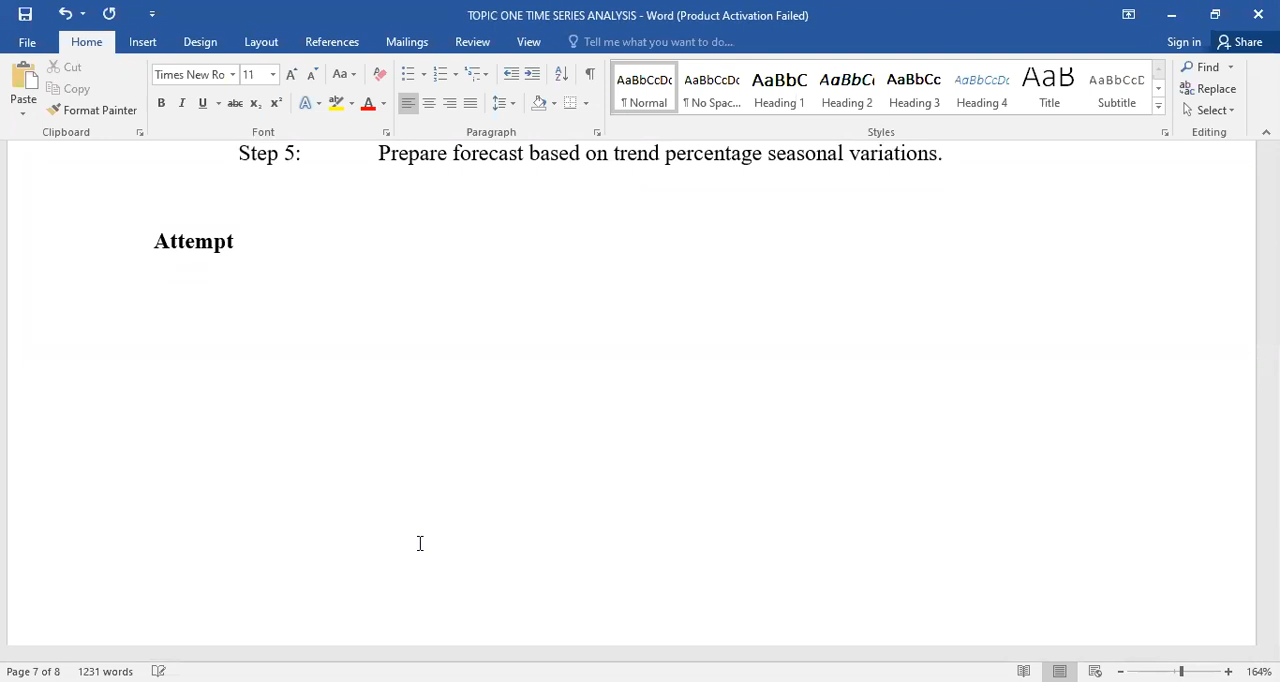 TOPIC ONE TIME SERIES ANALYSIS - Word (Product Activation Failed)
File Home Insert Design Layout References Mailings Review View Tell me what you want to do... Sign in Share
Paste
Cut
Copy
Format Painter
Clipboard
Times New Ro 11
Font
Paragraph
AaBbCcDc AaBbCcDc AaBbC AaBbC AaBbCc AaBbCcDc AaB AaBbCcD
¶ Normal ¶ No Spac... Heading 1 Heading 2 Heading 3 Heading 4 Title Subtitle
Styles
Find
Replace
Select
Editing
Step 5: Prepare forecast based on trend percentage seasonal variations.
Attempt
Page 7 of 8 1231 words 164%